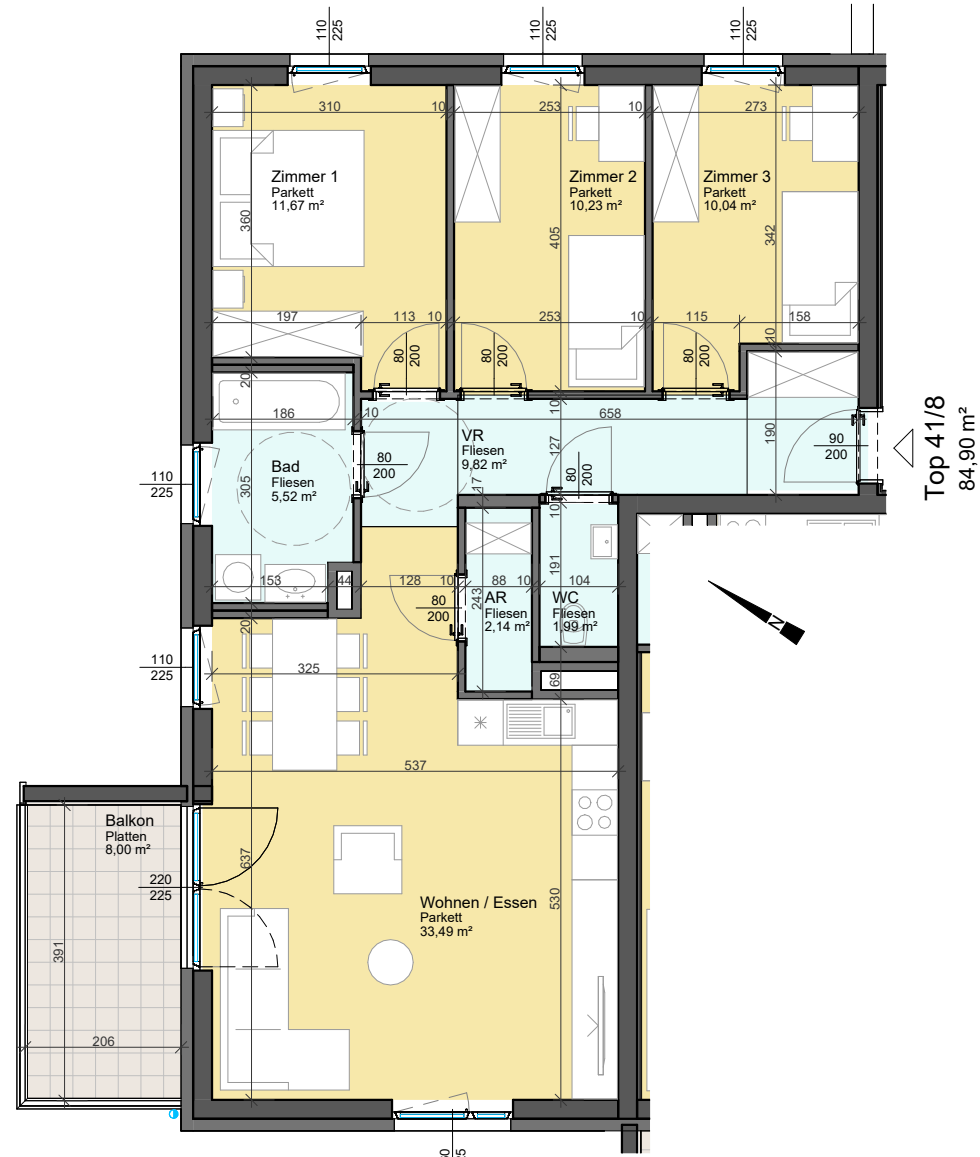 110
225
110
225
110
225
310
10
253
10
273
Zimmer 1
Parkett
11,67 m²
Zimmer 2
Parkett
10,23 m²
Zimmer 3
Parkett
10,04 m²
360
405
342
197
113
10
253
10
115
158
10
80
200
80
200
80
200
20
186
10
10
658
VR
Fliesen
9,82 m²
127
190
90
200
Top 41/8
84,90 m²
Bad
Fliesen
5,52 m²
305
80
200
80
200
110
225
17
10
191
153
44
128
10
88
10
104
AR
Fliesen
2,14 m²
243
WC
Fliesen
1,99 m²
80
200
N
20
110
225
325
69
537
Balkon
Platten
8,00 m²
637
220
225
391
206
Wohnen / Essen
Parkett
33,49 m²
530